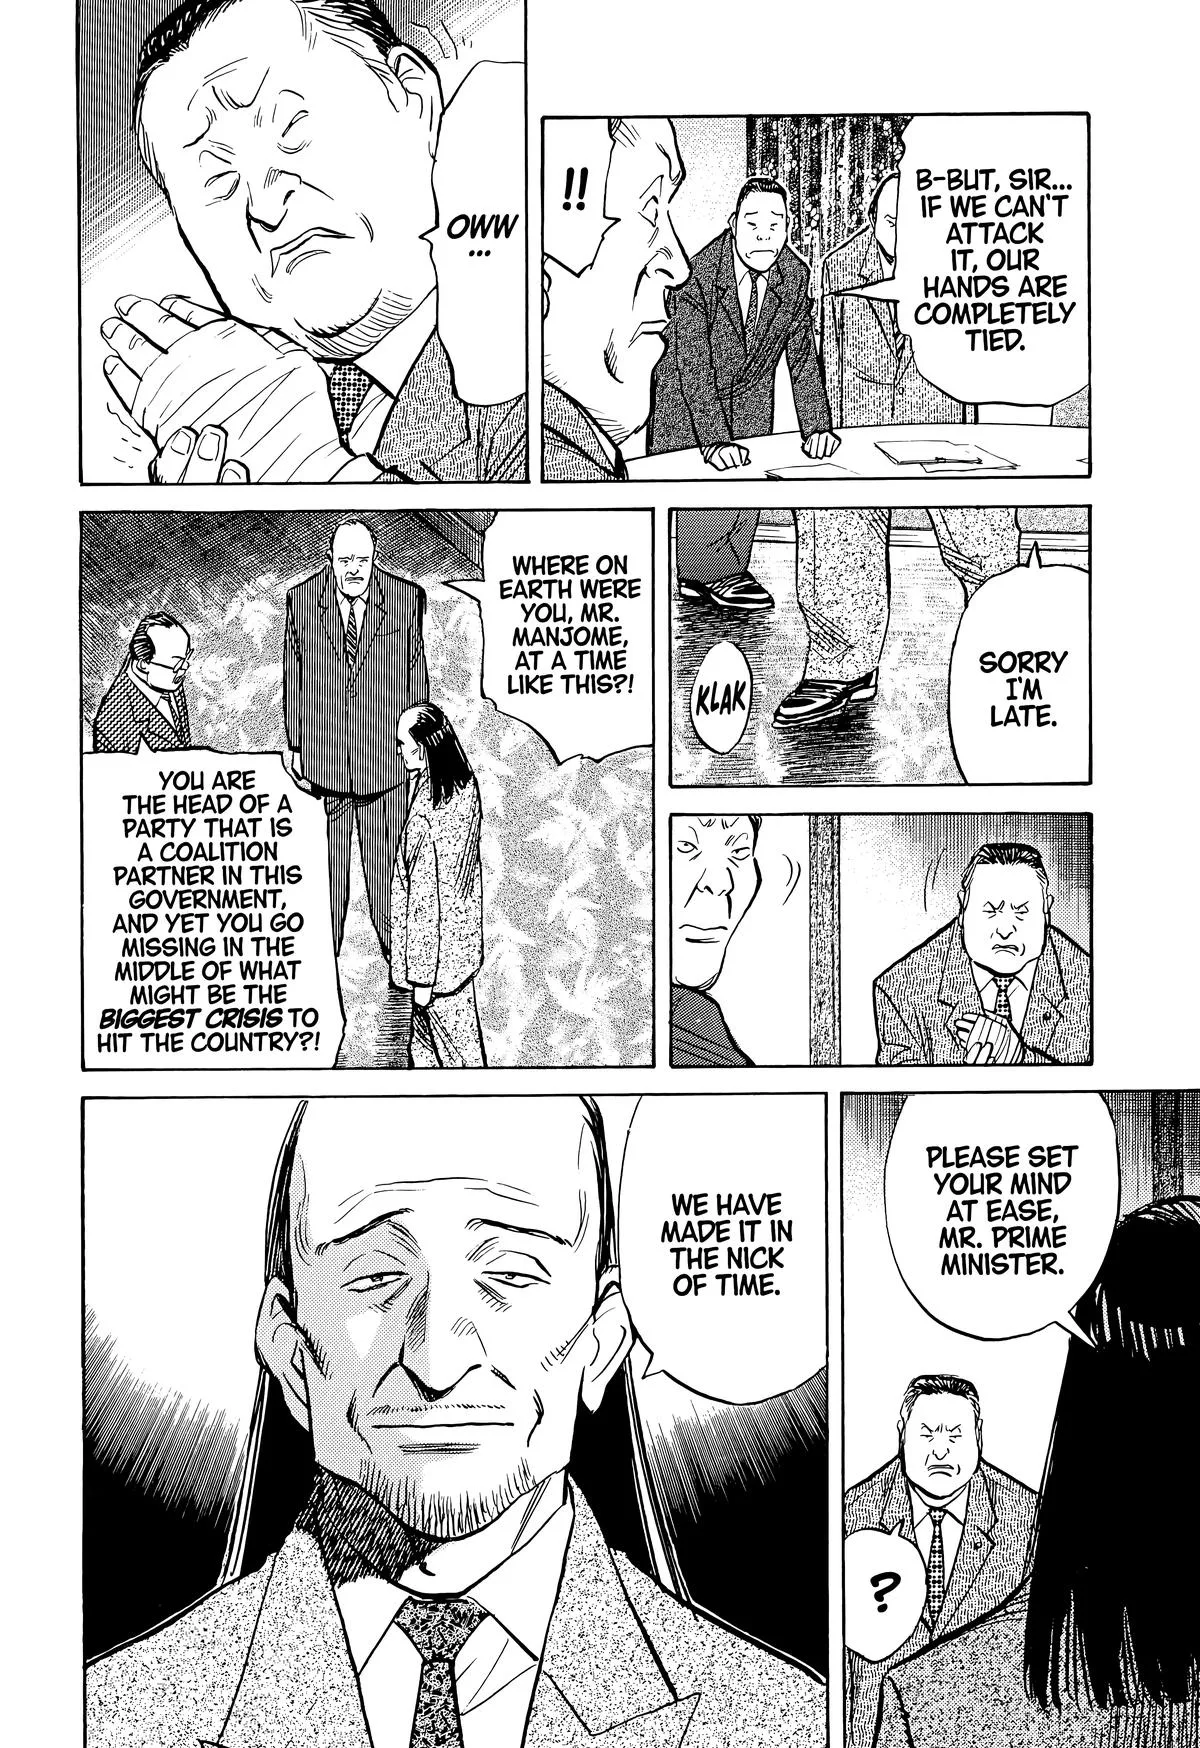 B-BUT, SIR...
IF WE CAN'T
ATTACK
IT, OUR
HANDS ARE
COMPLETELY
TIED.
!!
OWW
...
SORRY
I'M
LATE.
KLAK
WHERE ON
EARTH WERE
YOU, MR.
MANJOME,
AT A TIME
LIKE THIS?!
YOU ARE
THE HEAD OF A
PARTY THAT IS
A COALITION
PARTNER IN THIS
GOVERNMENT,
AND YET YOU GO
MISSING IN THE
MIDDLE OF WHAT
MIGHT BE THE
BIGGEST CRISIS TO
HIT THE COUNTRY?!
PLEASE SET
YOUR MIND
AT EASE,
MR. PRIME
MINISTER.
?
WE HAVE
MADE IT IN
THE NICK
OF TIME.